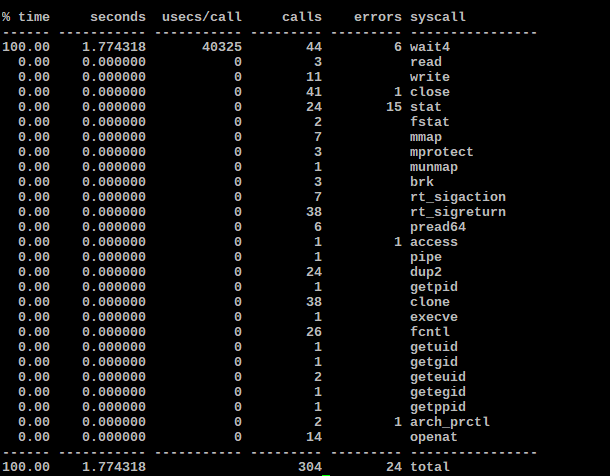 % time     seconds  usecs/call     calls    errors syscall
------ ----------- ----------- --------- --------- ----------------
100.00    1.774318       40325        44         6 wait4
  0.00    0.000000           0         3           read
  0.00    0.000000           0        11           write
  0.00    0.000000           0        41         1 close
  0.00    0.000000           0        24        15 stat
  0.00    0.000000           0         2           fstat
  0.00    0.000000           0         7           mmap
  0.00    0.000000           0         3           mprotect
  0.00    0.000000           0         1           munmap
  0.00    0.000000           0         3           brk
  0.00    0.000000           0         7           rt_sigaction
  0.00    0.000000           0        38           rt_sigreturn
  0.00    0.000000           0         6           pread64
  0.00    0.000000           0         1         1 access
  0.00    0.000000           0         1           pipe
  0.00    0.000000           0        24           dup2
  0.00    0.000000           0         1           getpid
  0.00    0.000000           0        38           clone
  0.00    0.000000           0         1           execve
  0.00    0.000000           0        26           fcntl
  0.00    0.000000           0         1           getuid
  0.00    0.000000           0         1           getgid
  0.00    0.000000           0         2           geteuid
  0.00    0.000000           0         1           getegid
  0.00    0.000000           0         1           getppid
  0.00    0.000000           0         2         1 arch_prctl
  0.00    0.000000           0        14           openat
------ ----------- ----------- --------- --------- ----------------
100.00    1.774318                   304        24 total